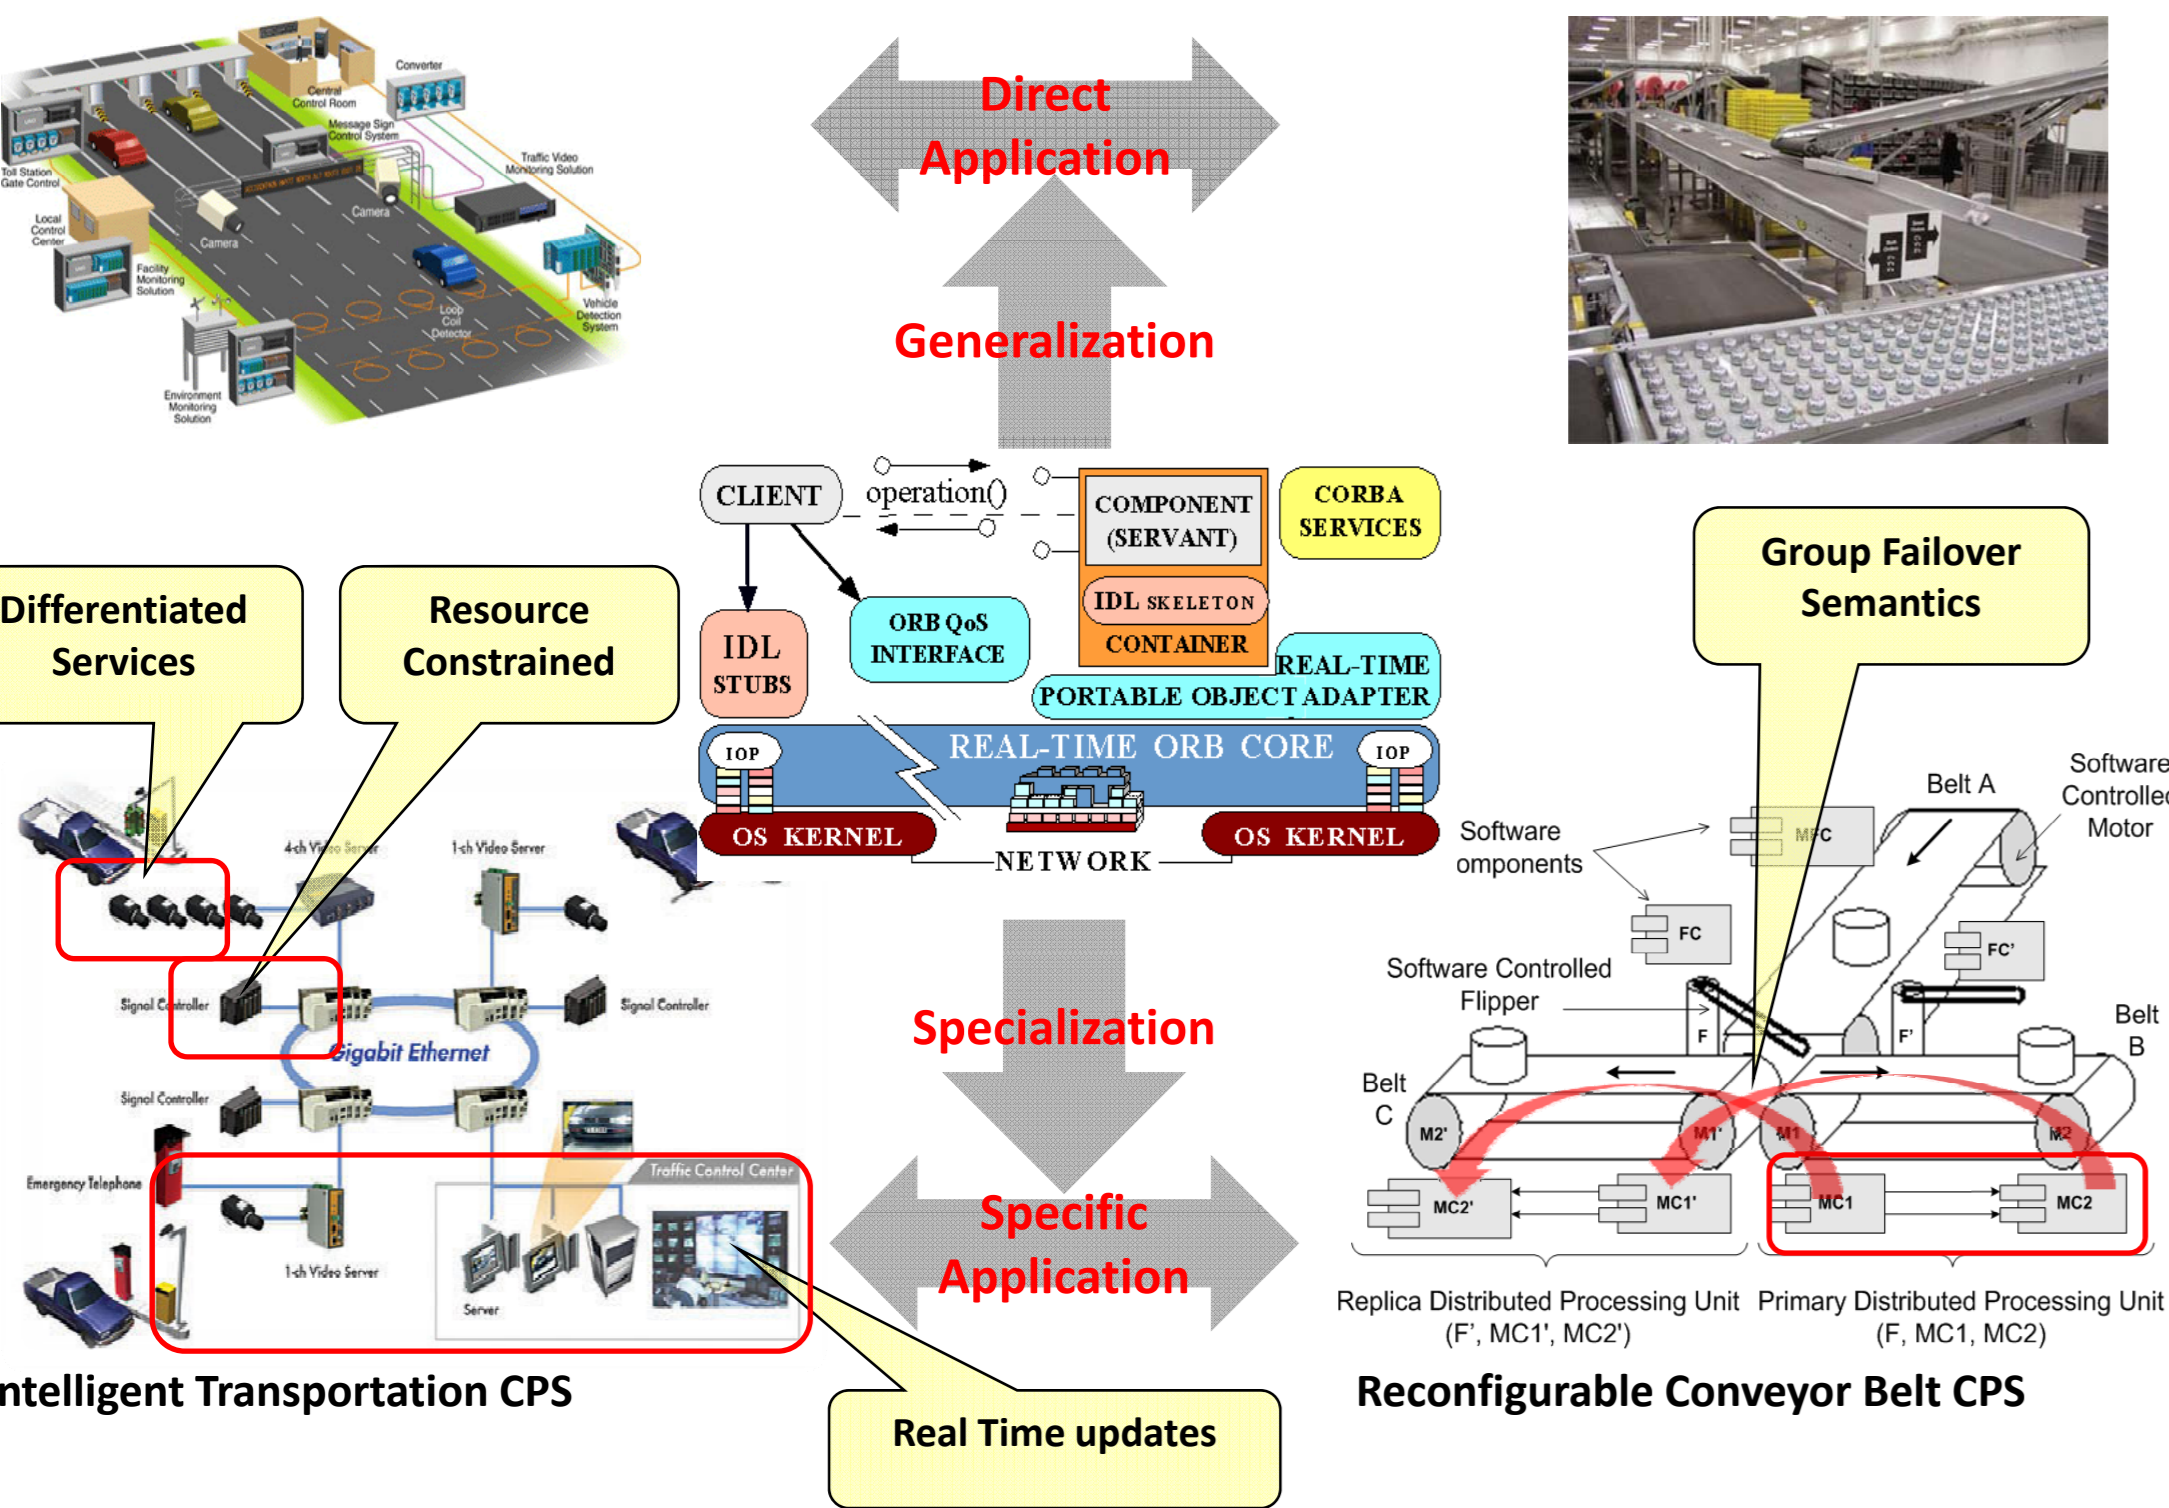 Central
Control Room
Converter
Message Sign
Control System
Traffic Video
Monitoring Solution
Toll Station
Gate Control
Local
Control
Center
Camera
Camera
Facility
Monitoring
Solution
Loop
Coil
Detector
Vehicle
Detection
System
Environment
Monitoring
Solution
Direct
Application
Generalization
CLIENT
operation()
COMPONENT
(SERVANT)
CORBA
SERVICES
IDL SKELETON
CONTAINER
IDL
STUBS
ORB QoS
INTERFACE
REAL-TIME
PORTABLE OBJECT ADAPTER
REAL-TIME ORB CORE
IOP
IOP
OS KERNEL
OS KERNEL
NETWORK
Differentiated
Services
Resource
Constrained
Group Failover
Semantics
4-ch Video Server
1-ch Video Server
Signal Controller
Signal Controller
Gigabit Ethernet
Signal Controller
Emergency Telephone
1-ch Video Server
Traffic Control Center
Server
Specialization
Specific
Application
Real Time updates
Software
omponents
MFC
Belt A
Software
Controlled
Motor
FC
FC'
Software Controlled
Flipper
F
F'
Belt
B
Belt
C
M2'
M1'
M1
M2
MC2'
MC1'
MC1
MC2
Replica Distributed Processing Unit
(F', MC1', MC2')
Primary Distributed Processing Unit
(F, MC1, MC2)
ntelligent Transportation CPS
Reconfigurable Conveyor Belt CPS